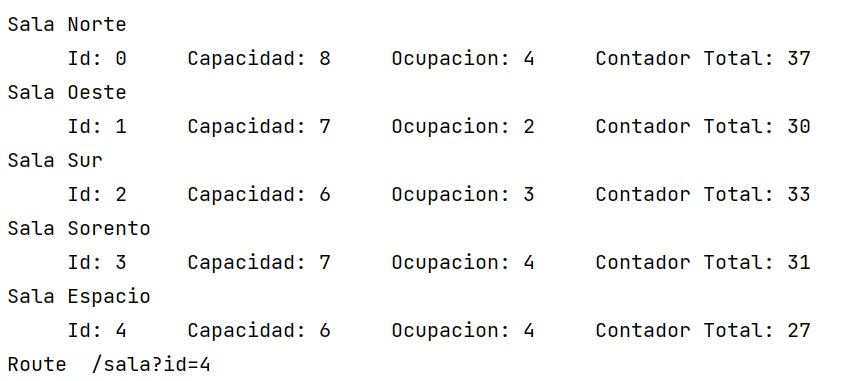 Sala Norte
Id: 0 Capacidad: 8 Ocupacion: 4 Contador Total: 37
Sala Oeste
Id: 1 Capacidad: 7 Ocupacion: 2 Contador Total: 30
Sala Sur
Id: 2 Capacidad: 6 Ocupacion: 3 Contador Total: 33
Sala Sorento
Id: 3 Capacidad: 7 Ocupacion: 4 Contador Total: 31
Sala Espacio
Id: 4 Capacidad: 6 Ocupacion: 4 Contador Total: 27
Route /sala?id=4